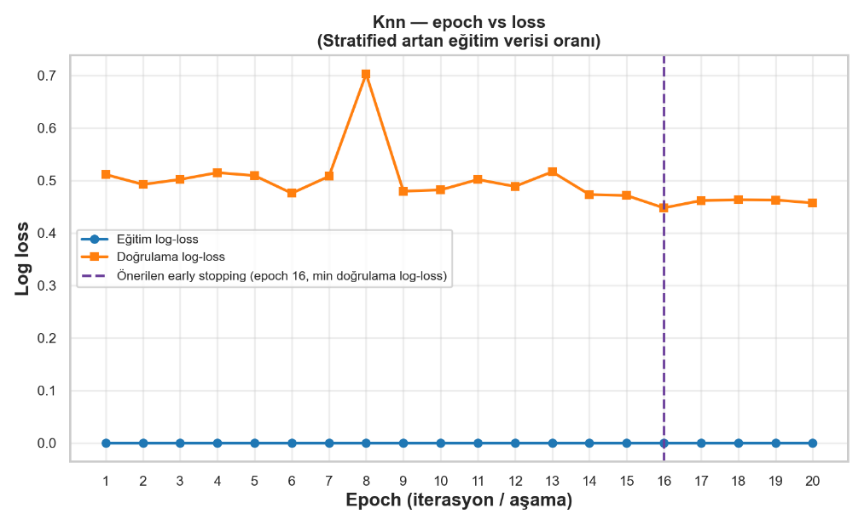 Knn — epoch vs loss
(Stratified artan eğitim verisi oranı)
0.7
0.6
0.5
0.4
0.3
0.2
0.1
0.0
Log loss
Eğitim log-loss
Doğrulama log-loss
Önerilen early stopping (epoch 16, min doğrulama log-loss)
1 2 3 4 5 6 7 8 9 10 11 12 13 14 15 16 17 18 19 20
Epoch (iterasyon / aşama)